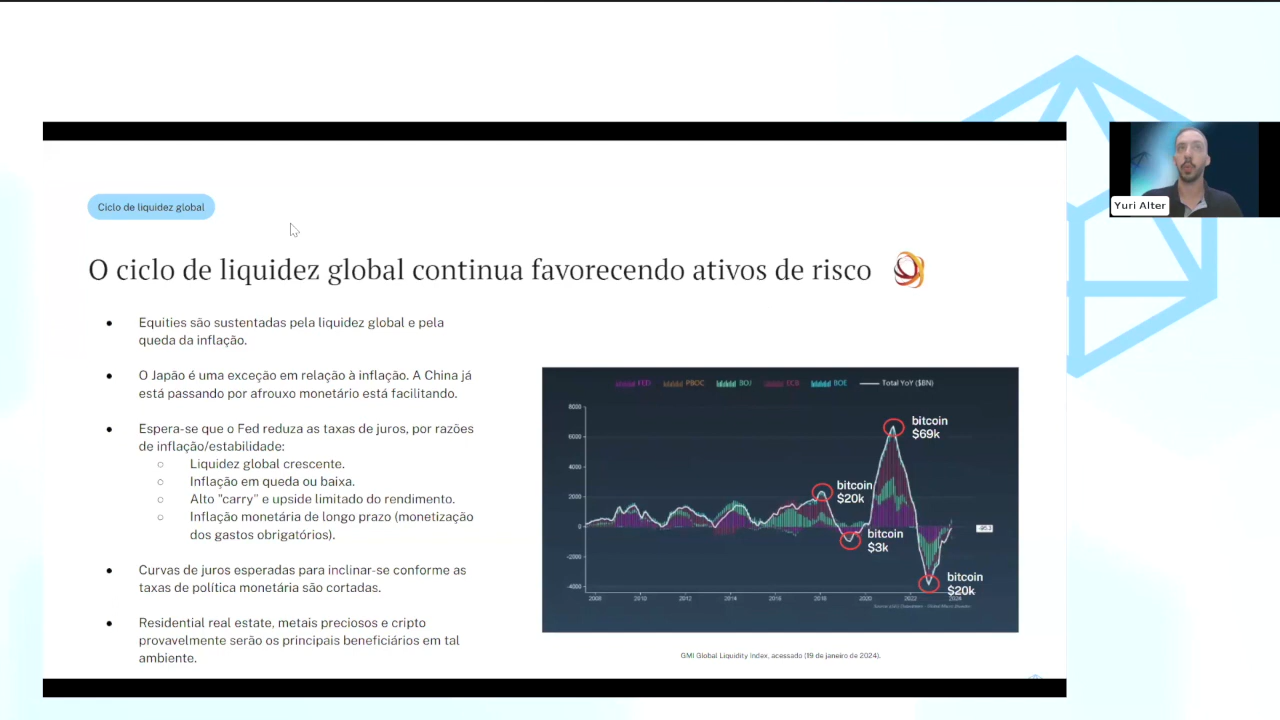 Ciclo de liquidez global
O ciclo de liquidez global continua favorecendo ativos de risco
● Equities são sustentadas pela liquidez global e pela
queda da inflação.
● O Japão é uma exceção em relação à inflação. A China já
está passando por afrouxo monetário está facilitando.
● Espera-se que o Fed reduza as taxas de juros, por razões
de inflação/estabilidade:
○ Liquidez global crescente.
○ Inflação em queda ou baixa.
○ Alto "carry" e upside limitado do rendimento.
○ Inflação monetária de longo prazo (monetização
dos gastos obrigatórios).
● Curvas de juros esperadas para inclinar-se conforme as
taxas de política monetária são cortadas.
● Residential real estate, metais preciosos e cripto
provavelmente serão os principais beneficiários em tal
ambiente.
FED PBOC BOJ ECB BOE Total YoY ($BN)
8000
6000
4000
2000
0
-2000
-4000
2008 2010 2012 2014 2016 2018 2020 2022 2024
bitcoin
$69k
bitcoin
$20k
bitcoin
$3k
bitcoin
$20k
GMI Global Liquidity Index, acessado (19 de janeiro de 2024).
Yuri Alter